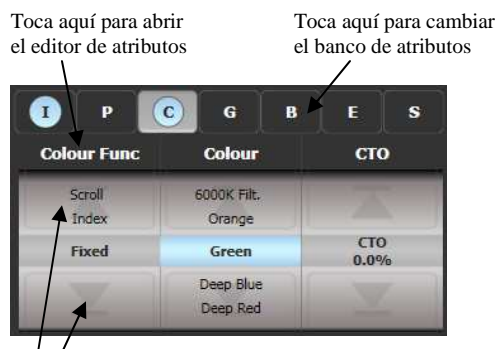 Toca aquí para abrir
el editor de atributos
Toca aquí para cambiar
el banco de atributos
I P C G B E S
Colour Func Colour CTO
Scroll
Index
6000K Filt.
Orange
Fixed
Green
CTO
0.0%
Deep Blue
Deep Red